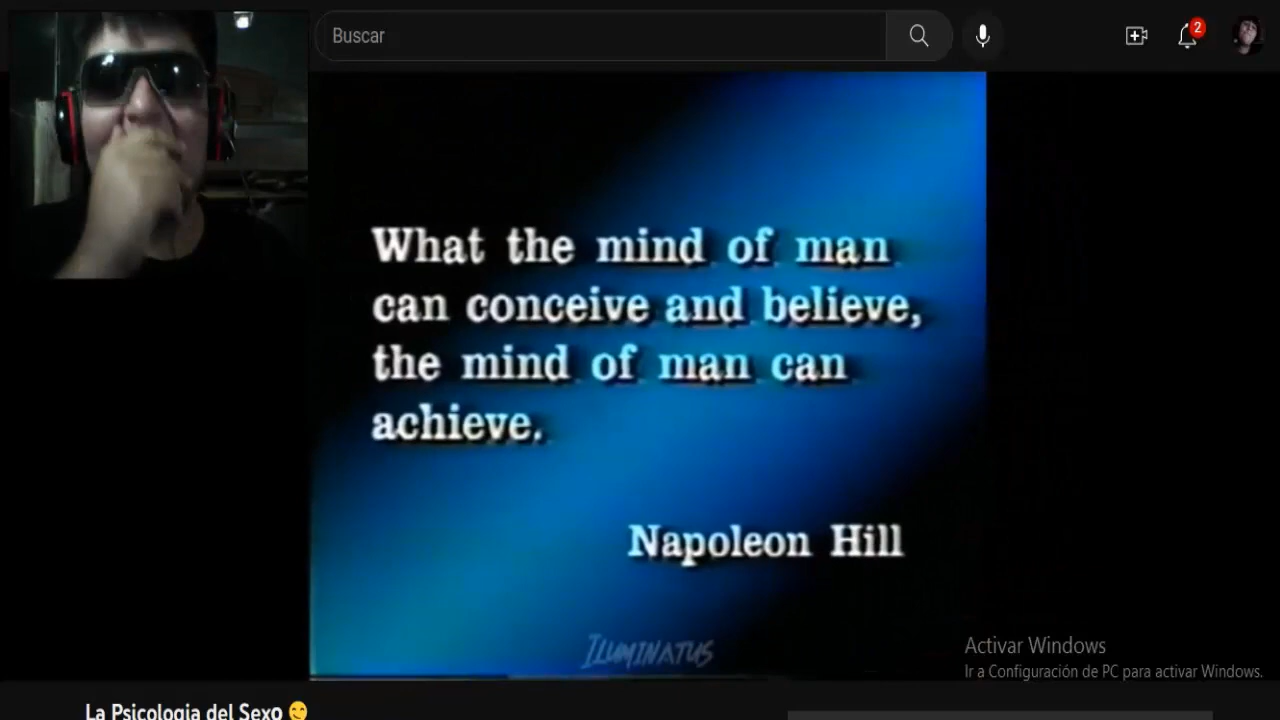 Buscar
2
What the mind of man
can conceive and believe,
the mind of man can
achieve.
Napoleon Hill
ILUMINATUS
Activar Windows
Ir a Configuración de PC para activar Windows.
La Psicologia del Sexo 😉